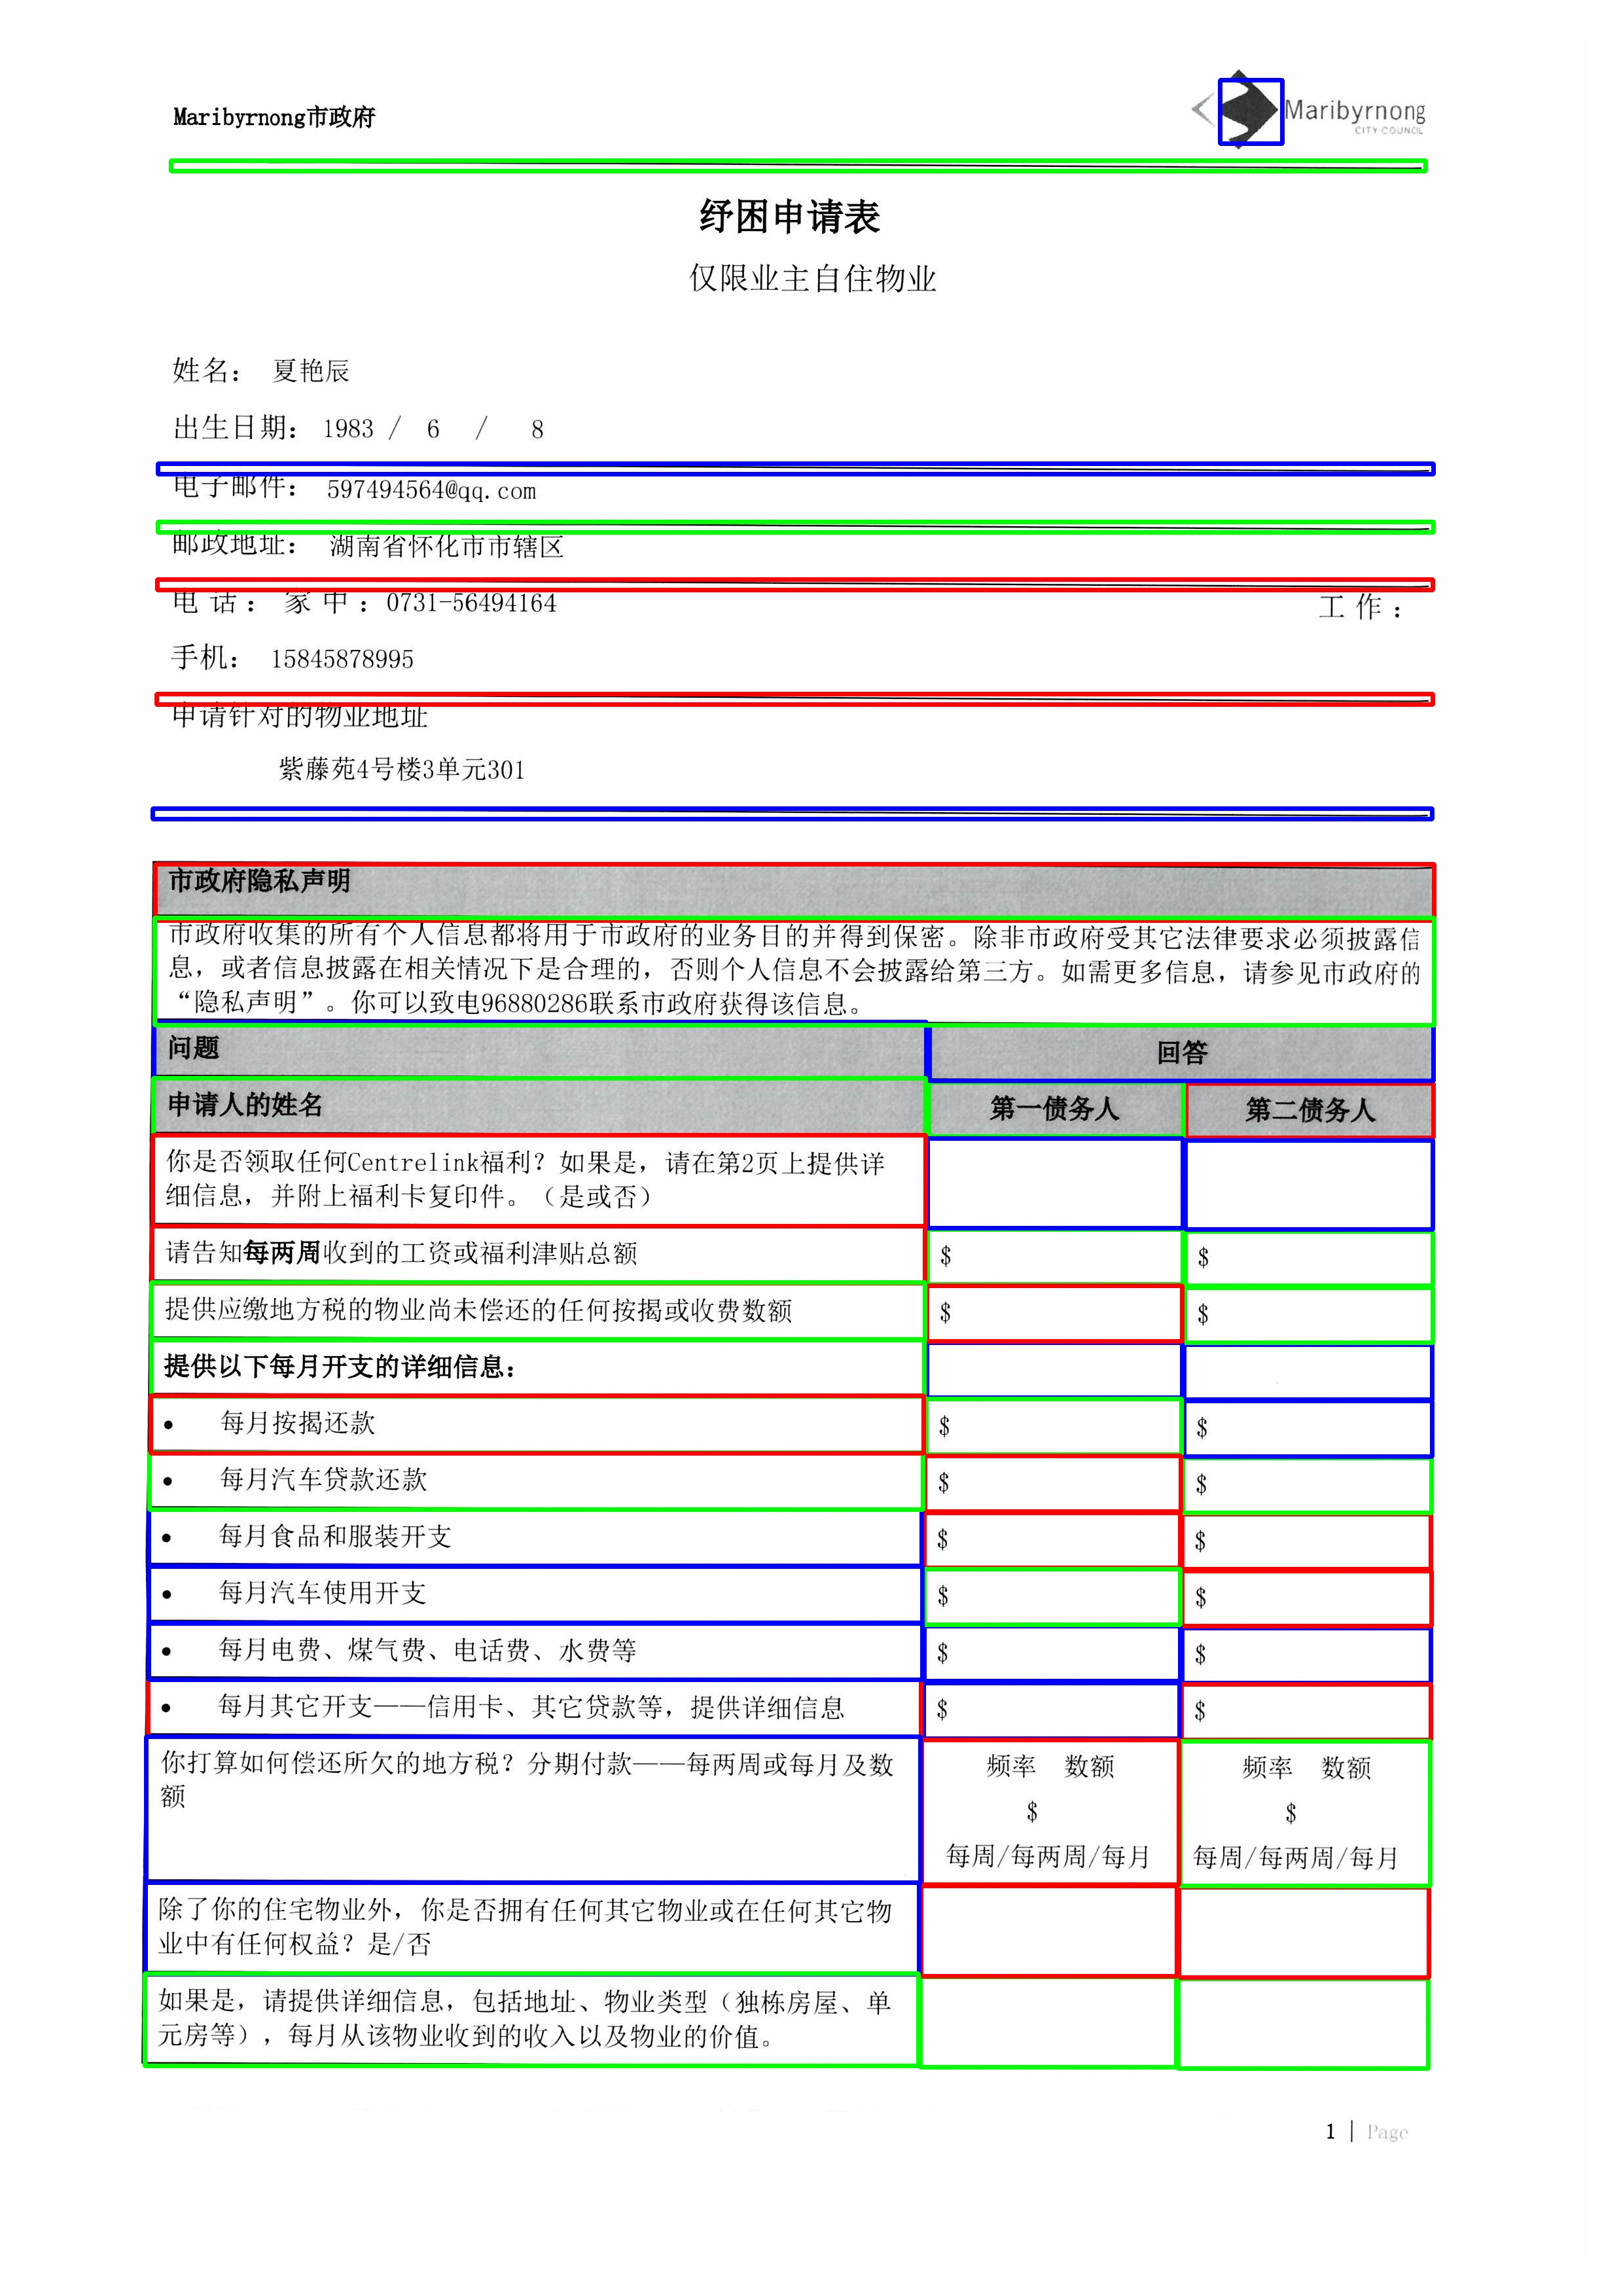 Maribyrnong市政府
Maribyrnong
CITY COUNCIL
纾困申请表
仅限业主自住物业
姓名： 夏艳辰
出生日期： 1983 / 6 / 8
电子邮件： 597494564@qq.com
邮政地址： 湖南省怀化市市辖区
电话：家中：0731-56494164 工作：
手机： 15845878995
申请针对的物业地址
紫藤苑4号楼3单元301
市政府隐私声明
市政府收集的所有个人信息都将用于市政府的业务目的并得到保密。除非市政府受其它法律要求必须披露信
息，或者信息披露在相关情况下是合理的，否则个人信息不会披露给第三方。如需更多信息，请参见市政府的
“隐私声明”。你可以致电96880286联系市政府获得该信息。
问题 回答
申请人的姓名 第一债务人 第二债务人
你是否领取任何Centrelink福利？如果是，请在第2页上提供详
细信息，并附上福利卡复印件。（是或否）
请告知每两周收到的工资或福利津贴总额 $ $
提供应缴地方税的物业尚未偿还的任何按揭或收费数额 $ $
提供以下每月开支的详细信息：
• 每月按揭还款 $ $
• 每月汽车贷款还款 $ $
• 每月食品和服装开支 $ $
• 每月汽车使用开支 $ $
• 每月电费、煤气费、电话费、水费等 $ $
• 每月其它开支——信用卡、其它贷款等，提供详细信息 $ $
你打算如何偿还所欠的地方税？分期付款——每两周或每月及数
额
频率 数额 频率 数额
$ $
每周/每两周/每月 每周/每两周/每月
除了你的住宅物业外，你是否拥有任何其它物业或在任何其它物
业中有任何权益？是/否
如果是，请提供详细信息，包括地址、物业类型（独栋房屋、单
元房等），每月从该物业收到的收入以及物业的价值。
1 | Page